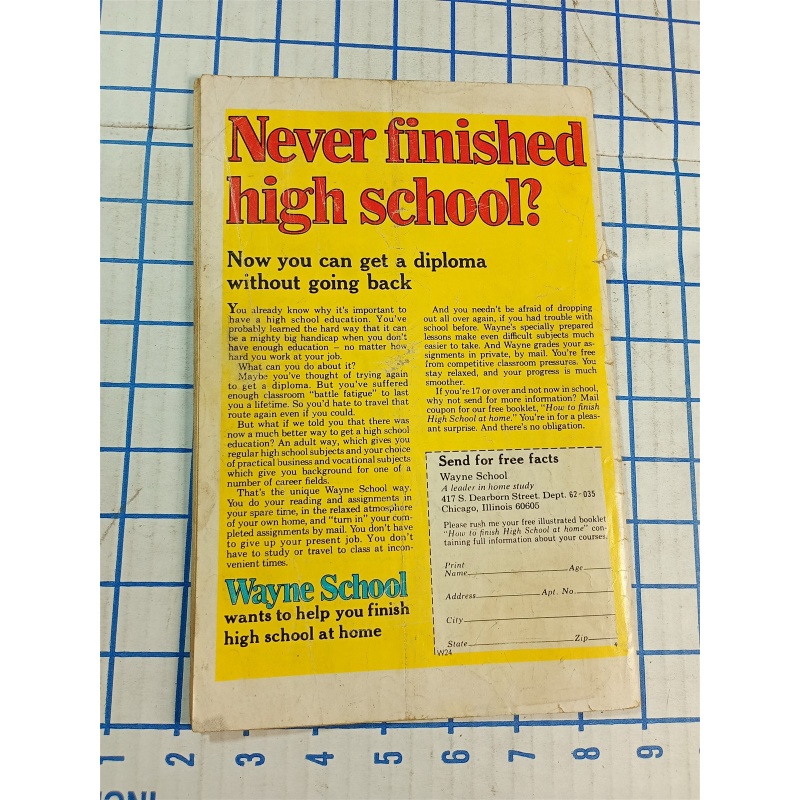 Never finished
high school?
Now you can get a diploma
without going back
You already know why it's important to
have a high school education. You've
probably learned the hard way that it can
be a mighty big handicap when you don't
have enough education – no matter how
hard you work at your job.
What can you do about it?
Maybe you've thought of trying again
to get a diploma. But you've suffered
enough classroom "battle fatigue" to last
you a lifetime. So you'd hate to travel that
route again even if you could.
But what if we told you that there was
now a much better way to get a high school
education? An adult way, which gives you
regular high school subjects and your choice
of practical business and vocational subjects
which give you background for one of a
number of career fields.
That's the unique Wayne School way.
You do your reading and assignments in
your spare time, in the relaxed atmosphere
of your own home, and "turn in" your com-
pleted assignments by mail. You don't have
to give up your present job. You don't
have to study or travel to class at incon-
venient times.
Wayne School
wants to help you finish
high school at home
And you needn't be afraid of dropping
out all over again, if you had trouble with
school before. Wayne's specially prepared
lessons make even difficult subjects much
easier to take. And Wayne grades your as-
signments in private, by mail. You're free
from competitive classroom pressures. You
stay relaxed, and your progress is much
smoother.
If you're 17 or over and not now in school,
why not send for more information? Mail
coupon for our free booklet, "How to finish
High School at home." You're in for a pleas-
ant surprise. And there's no obligation.
Send for free facts
Wayne School
A leader in home study
417 S. Dearborn Street, Dept. 62-035
Chicago, Illinois 60605
Please rush me your free illustrated booklet
"How to finish High School at home" con-
taining full information about your courses.
Print
Name Age
Address Apt. No.
City
State Zip
W24
1 2 3 4 5 6 7 8 9